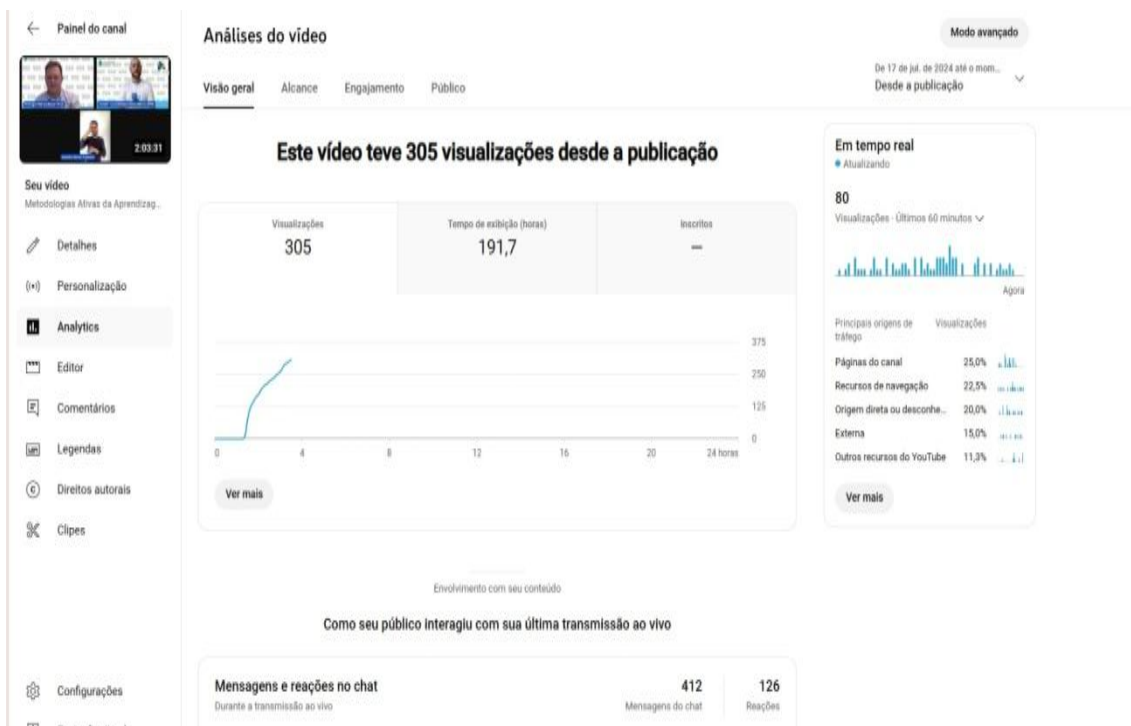 Painel do canal
2:03:31
Seu vídeo
Metodologias Ativas da Aprendizag...
Detalhes
Personalização
Analytics
Editor
Comentários
Legendas
Direitos autorais
Clipes
Configurações
Análises do vídeo
Modo avançado
Visão geral Alcance Engajamento Público
De 17 de jul. de 2024 até o mom...
Desde a publicação
Este vídeo teve 305 visualizações desde a publicação
Visualizações
305
Tempo de exibição (horas)
191,7
Inscritos
—
375
250
125
0
0 4 8 12 16 20 24 horas
Ver mais
Envolvimento com seu conteúdo
Como seu público interagiu com sua última transmissão ao vivo
Mensagens e reações no chat
Durante a transmissão ao vivo
412
Mensagens do chat
126
Reações
Em tempo real
Atualizando
80
Visualizações · Últimos 60 minutos
Agora
Principais origens de tráfego Visualizações
Páginas do canal 25,0%
Recursos de navegação 22,5%
Origem direta ou desconhe... 20,0%
Externa 15,0%
Outros recursos do YouTube 11,3%
Ver mais